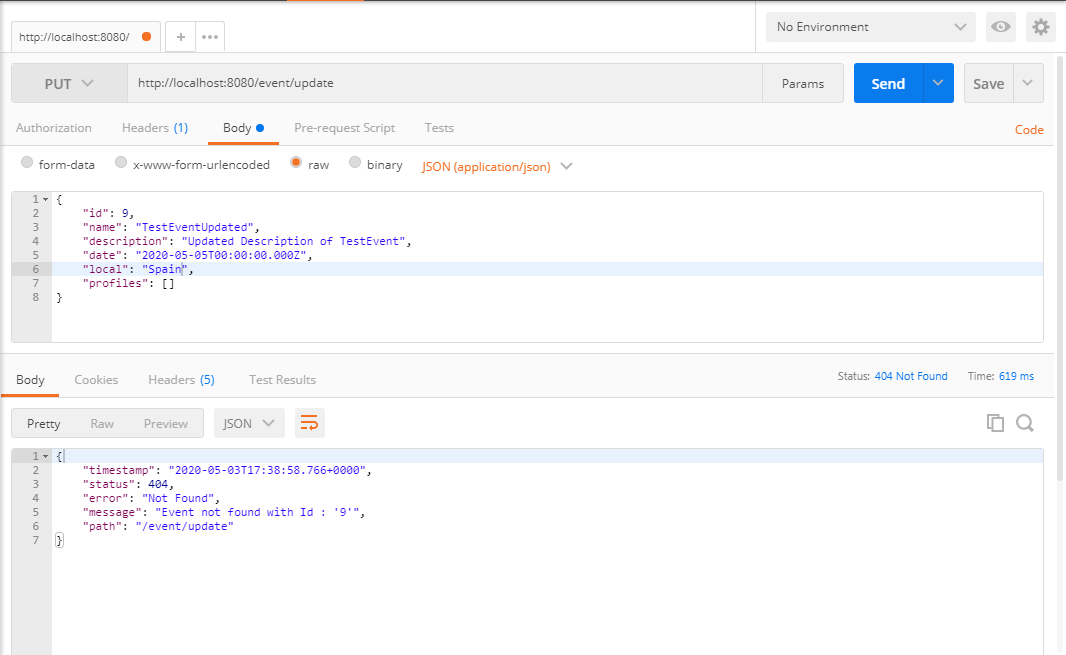 http://localhost:8080/ + ••• No Environment
PUT http://localhost:8080/event/update Params Send Save
Authorization Headers (1) Body Pre-request Script Tests Code
form-data x-www-form-urlencoded raw binary JSON (application/json)
1 {
2 "id": 9,
3 "name": "TestEventUpdated",
4 "description": "Updated Description of TestEvent",
5 "date": "2020-05-05T00:00:00.000Z",
6 "local": "Spain",
7 "profiles": []
8 }
Body Cookies Headers (5) Test Results Status: 404 Not Found Time: 619 ms
Pretty Raw Preview JSON
1 {
2 "timestamp": "2020-05-03T17:38:58.766+0000",
3 "status": 404,
4 "error": "Not Found",
5 "message": "Event not found with Id : '9'",
6 "path": "/event/update"
7 }